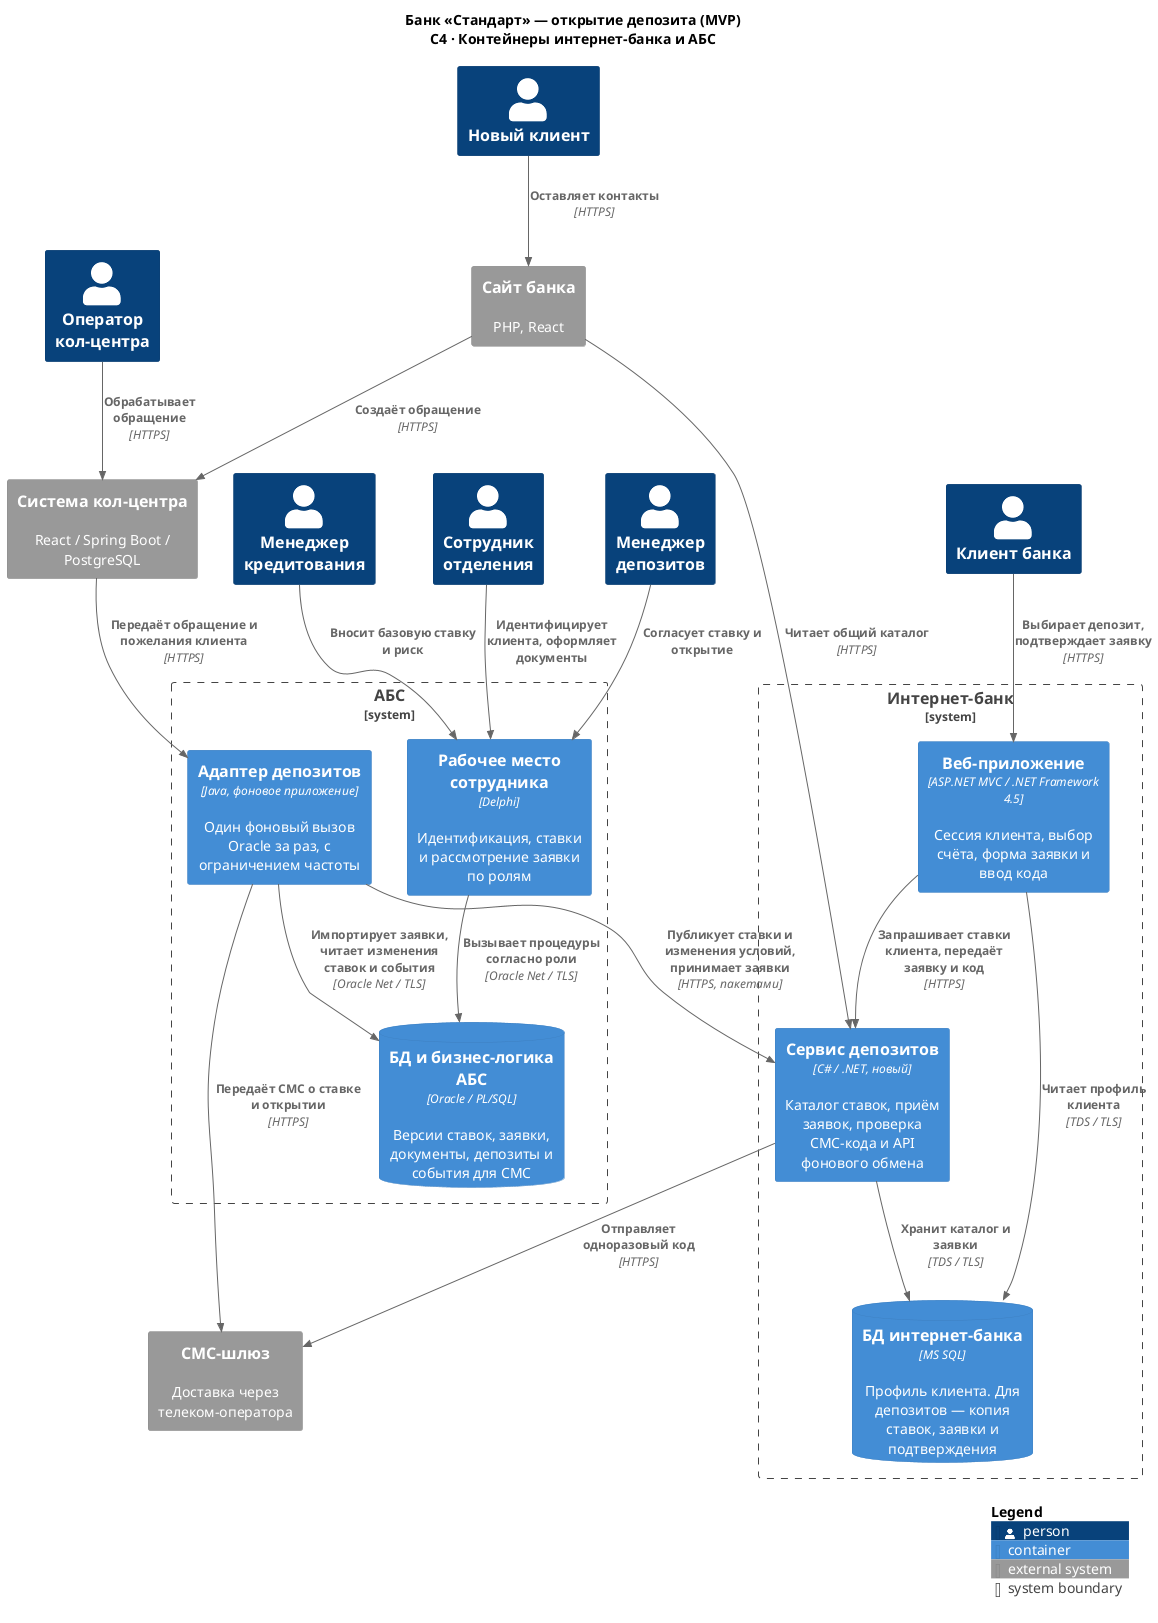 Банк «Стандарт» — открытие депозита (MVP)
C4 · Контейнеры интернет-банка и АБС
Новый клиент
Оставляет контакты
[HTTPS]
Оператор
кол-центра
Сайт банка
PHP, React
Обрабатывает
обращение
[HTTPS]
Создаёт обращение
[HTTPS]
Система кол-центра
React / Spring Boot /
PostgreSQL
Менеджер
кредитования
Сотрудник
отделения
Менеджер
депозитов
Клиент банка
Передаёт обращение и
пожелания клиента
[HTTPS]
Вносит базовую ставку
и риск
Идентифицирует
клиента, оформляет
документы
Согласует ставку и
открытие
Читает общий каталог
[HTTPS]
Выбирает депозит,
подтверждает заявку
[HTTPS]
АБС
[system]
Интернет-банк
[system]
Адаптер депозитов
[Java, фоновое приложение]
Один фоновый вызов
Oracle за раз, с
ограничением частоты
Рабочее место
сотрудника
[Delphi]
Идентификация, ставки
и рассмотрение заявки
по ролям
Веб-приложение
[ASP.NET MVC / .NET Framework
4.5]
Сессия клиента, выбор
счёта, форма заявки и
ввод кода
Импортирует заявки,
читает изменения
ставок и события
[Oracle Net / TLS]
Вызывает процедуры
согласно роли
[Oracle Net / TLS]
Публикует ставки и
изменения условий,
принимает заявки
[HTTPS, пакетами]
Запрашивает ставки
клиента, передаёт
заявку и код
[HTTPS]
БД и бизнес-логика
АБС
[Oracle / PL/SQL]
Версии ставок, заявки,
документы, депозиты и
события для СМС
Сервис депозитов
[C# / .NET, новый]
Каталог ставок, приём
заявок, проверка
СМС-кода и API
фонового обмена
Передаёт СМС о ставке
и открытии
[HTTPS]
Читает профиль
клиента
[TDS / TLS]
Отправляет
одноразовый код
[HTTPS]
Хранит каталог и
заявки
[TDS / TLS]
СМС-шлюз
Доставка через
телеком-оператора
БД интернет-банка
[MS SQL]
Профиль клиента. Для
депозитов — копия
ставок, заявки и
подтверждения
Legend
person
container
external system
system boundary